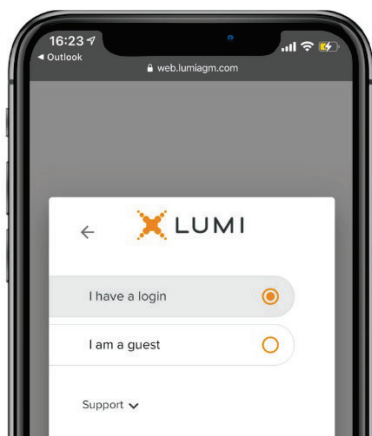 16:23
Outlook
web.lumiagm.com
LUMI
I have a login
I am a guest
Support